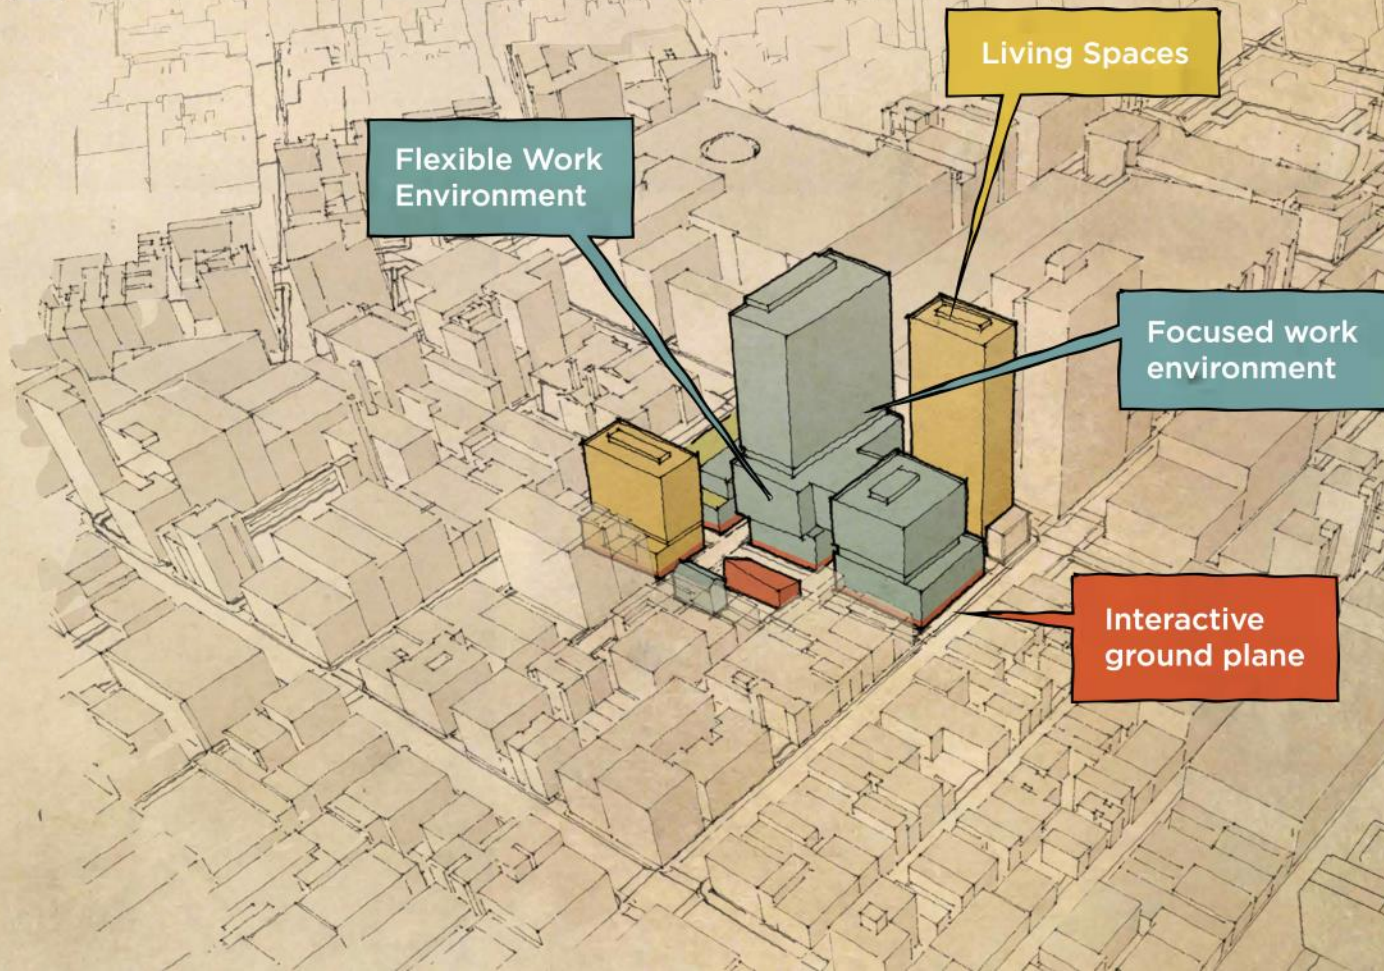 Living Spaces
Flexible Work
Environment
Focused work
environment
Interactive
ground plane